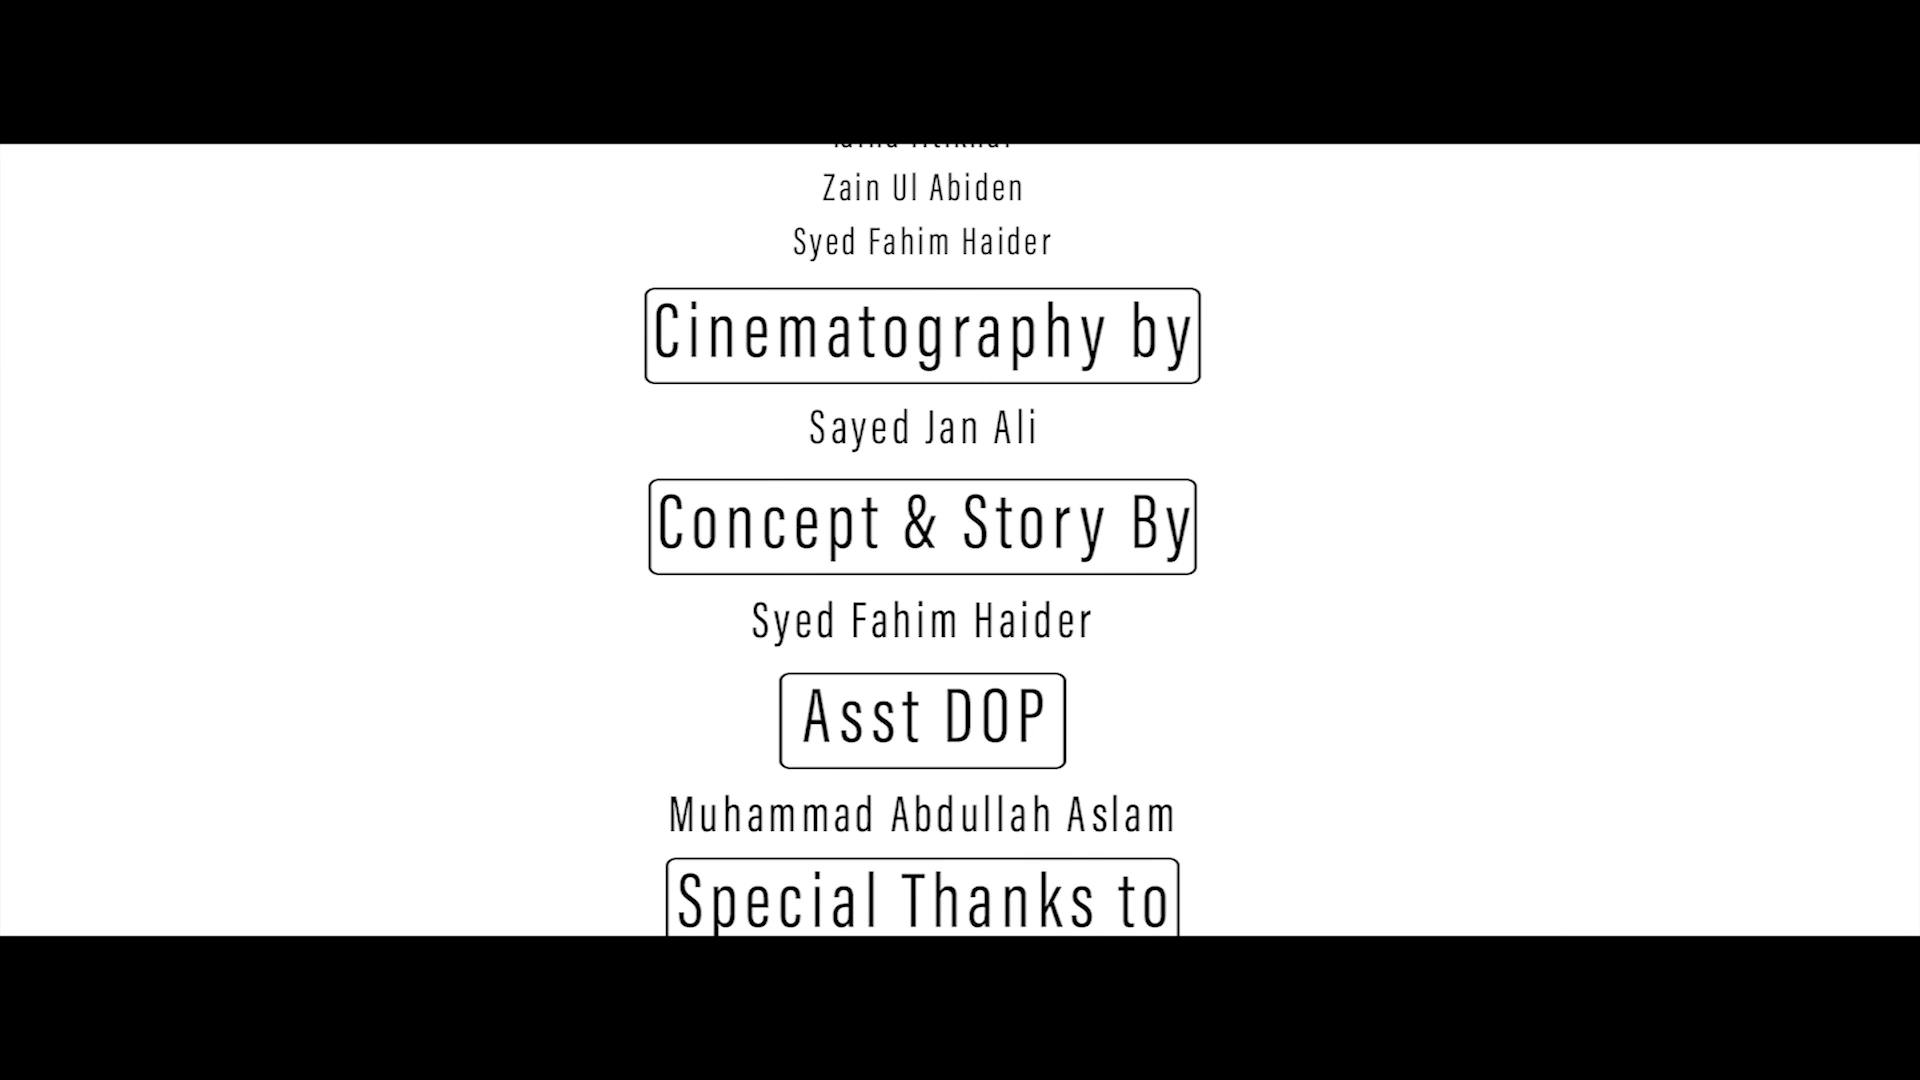 Zain Ul Abiden
Syed Fahim Haider
Cinematography by
Sayed Jan Ali
Concept & Story By
Syed Fahim Haider
Asst DOP
Muhammad Abdullah Aslam
Special Thanks to